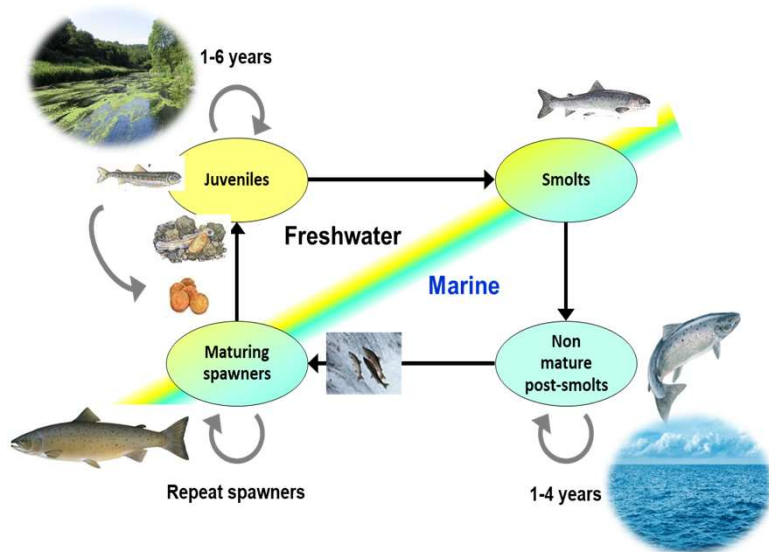 1-6 years
Juveniles
Smolts
Freshwater
Marine
Maturing
spawners
Non
mature
post-smolts
Repeat spawners
1-4 years